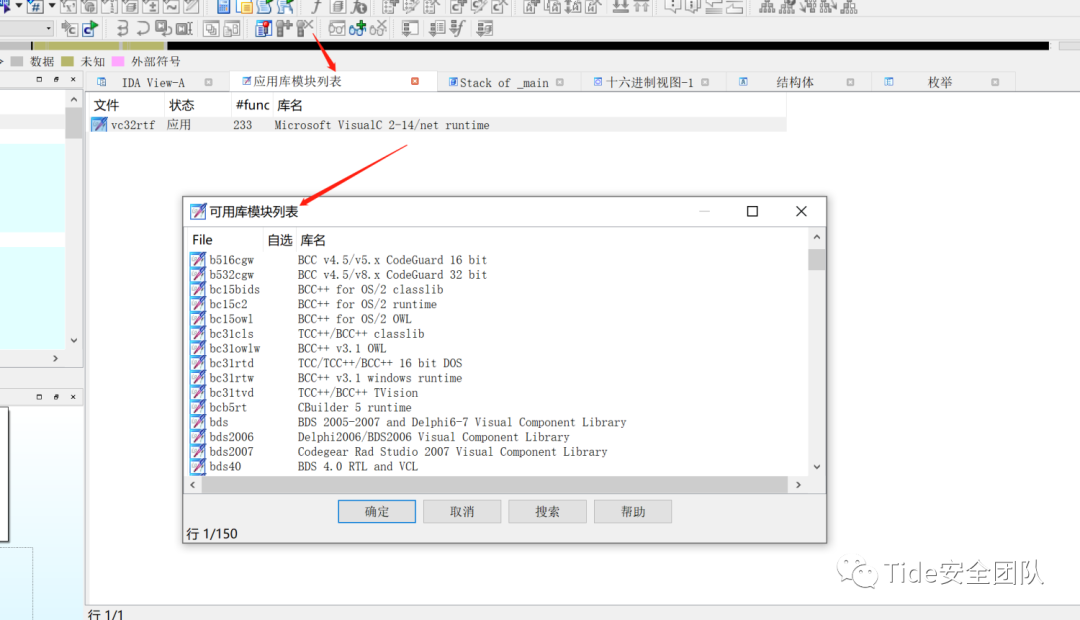 数据 未知 外部符号
IDA View-A 应用库模块列表 Stack of _main 十六进制视图-1 结构体 枚举
文件 状态 #func 库名
vc32rtf 应用 233 Microsoft VisualC 2-14/net runtime
可用库模块列表
File 自选 库名
b516cgw BCC v4.5/v5.x CodeGuard 16 bit
b532cgw BCC v4.5/v8.x CodeGuard 32 bit
bc15bids BCC++ for OS/2 classlib
bc15c2 BCC++ for OS/2 runtime
bc15owl BCC++ for OS/2 OWL
bc31cls TCC++/BCC++ classlib
bc31owlw BCC++ v3.1 OWL
bc31rtd TCC/TCC++/BCC++ 16 bit DOS
bc31rtw BCC++ v3.1 windows runtime
bc31tvd TCC++/BCC++ TVision
bcb5rt CBuilder 5 runtime
bds BDS 2005-2007 and Delphi6-7 Visual Component Library
bds2006 Delphi2006/BDS2006 Visual Component Library
bds2007 Codegear Rad Studio 2007 Visual Component Library
bds40 BDS 4.0 RTL and VCL
确定 取消 搜索 帮助
行 1/150
Tide安全团队
行 1/1